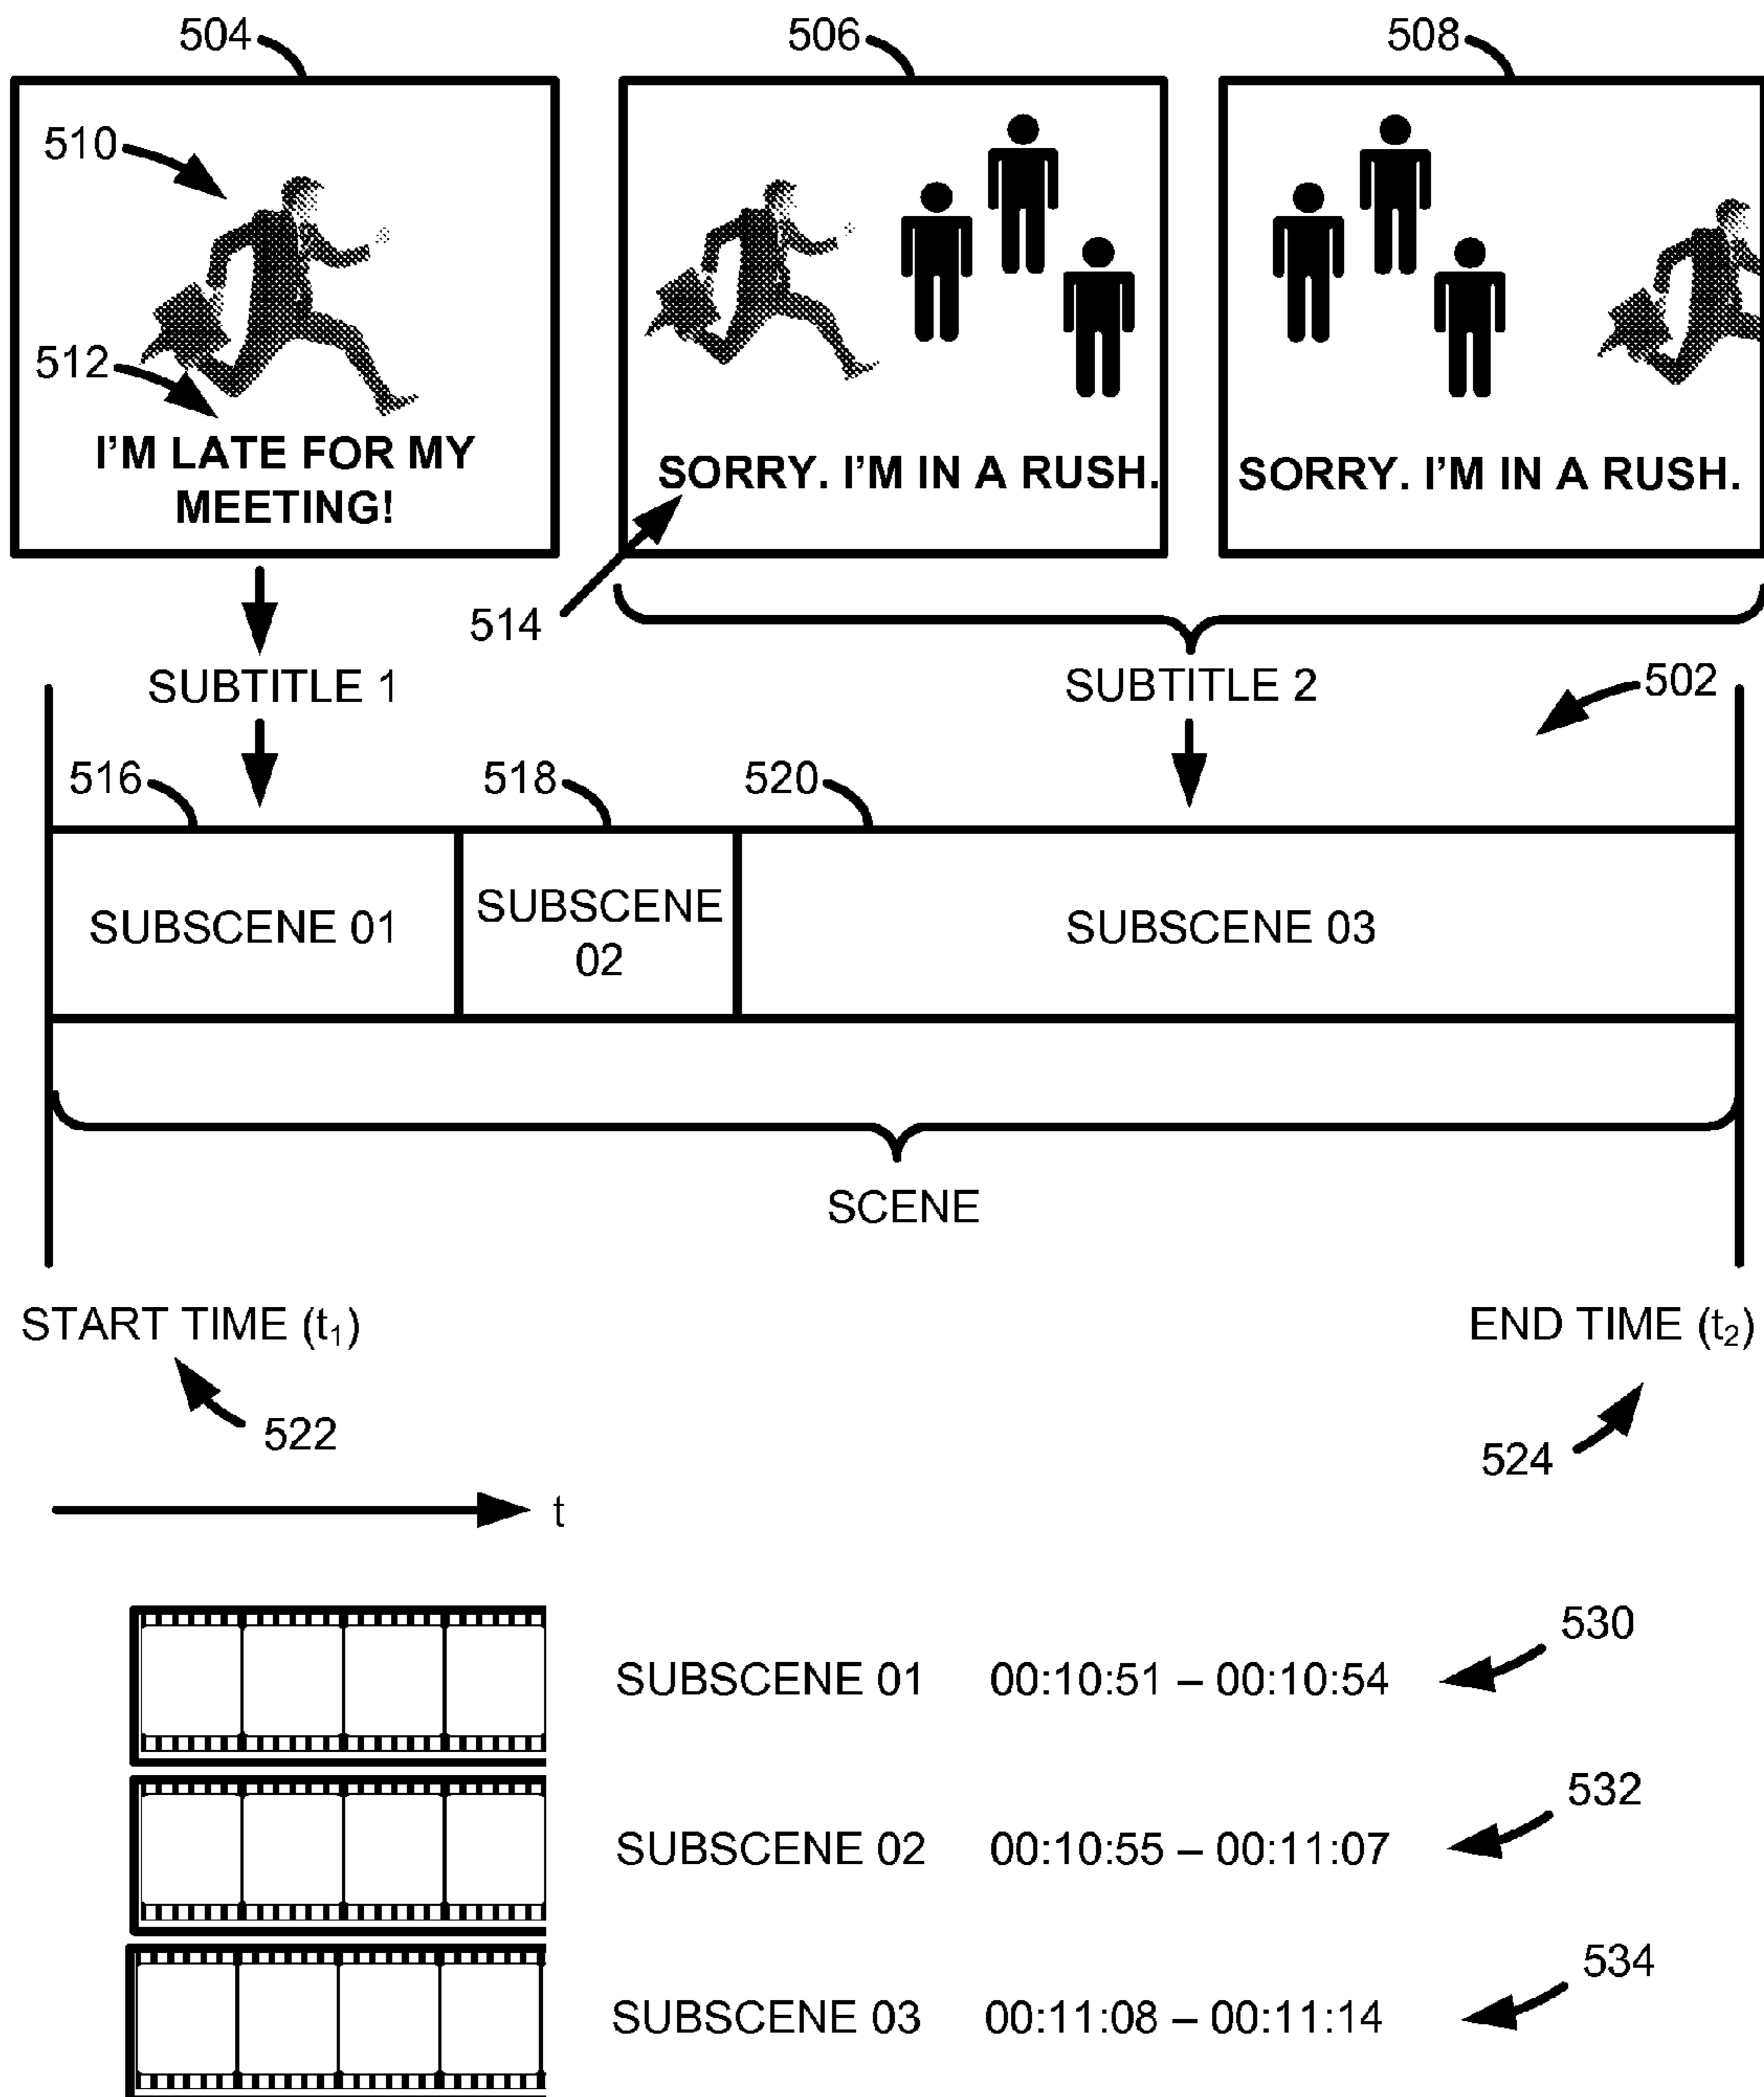 504
506
508
510
512
I'M LATE FOR MY
MEETING!
SORRY. I'M IN A RUSH.
SORRY. I'M IN A RUSH.
514
SUBTITLE 1
SUBTITLE 2
502
516
518
520
SUBSCENE 01
SUBSCENE
02
SUBSCENE 03
SCENE
START TIME (t₁)
END TIME (t₂)
522
524
t
530
SUBSCENE 01 00:10:51 – 00:10:54
532
SUBSCENE 02 00:10:55 – 00:11:07
534
SUBSCENE 03 00:11:08 – 00:11:14